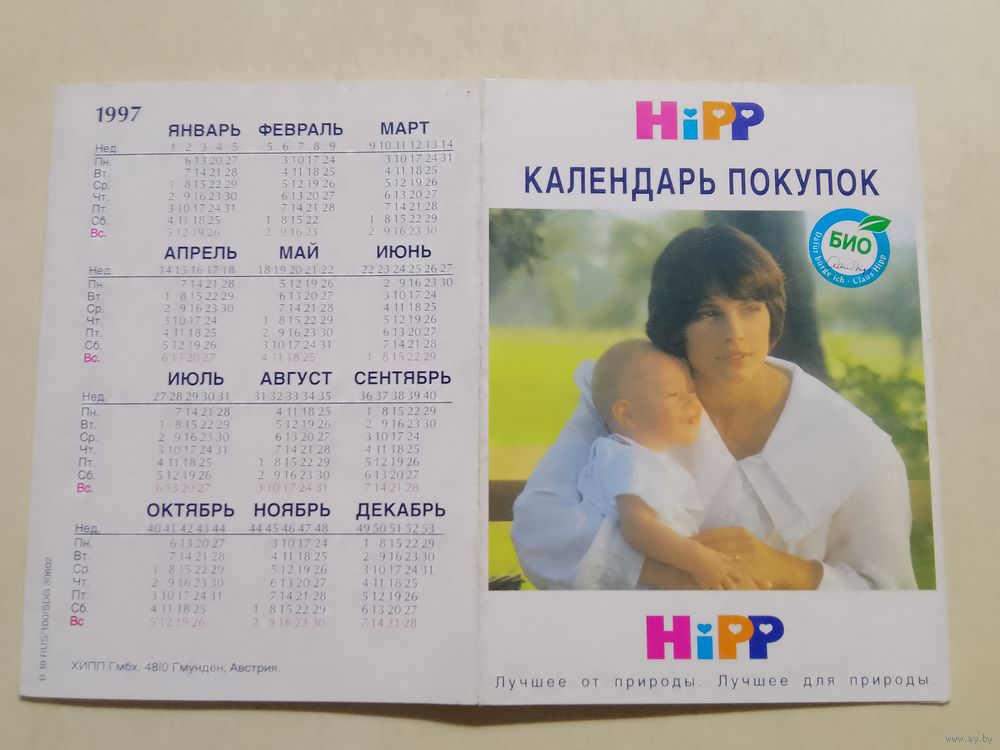 1997
ЯНВАРЬ ФЕВРАЛЬ МАРТ
Нед. 1 2 3 4 5 5 6 7 8 9 9 10 11 12 13 14
Пн. 6 13 20 27 3 10 17 24 3 10 17 24 31
Вт. 7 14 21 28 4 11 18 25 4 11 18 25
Ср. 1 8 15 22 29 5 12 19 26 5 12 19 26
Чт. 2 9 16 23 30 6 13 20 27 6 13 20 27
Пт. 3 10 17 24 31 7 14 21 28 7 14 21 28
Сб. 4 11 18 25 1 8 15 22 1 8 15 22 29
Вс. 5 12 19 26 2 9 16 23 2 9 16 23 30
АПРЕЛЬ МАЙ ИЮНЬ
Нед. 14 15 16 17 18 18 19 20 21 22 22 23 24 25 26 27
Пн. 7 14 21 28 5 12 19 26 2 9 16 23 30
Вт. 1 8 15 22 29 6 13 20 27 3 10 17 24
Ср. 2 9 16 23 30 7 14 21 28 4 11 18 25
Чт. 3 10 17 24 1 8 15 22 29 5 12 19 26
Пт. 4 11 18 25 2 9 16 23 30 6 13 20 27
Сб. 5 12 19 26 3 10 17 24 31 7 14 21 28
Вс. 6 13 20 27 4 11 18 25 1 8 15 22 29
ИЮЛЬ АВГУСТ СЕНТЯБРЬ
Нед. 27 28 29 30 31 31 32 33 34 35 36 37 38 39 40
Пн. 7 14 21 28 4 11 18 25 1 8 15 22 29
Вт. 1 8 15 22 29 5 12 19 26 2 9 16 23 30
Ср. 2 9 16 23 30 6 13 20 27 3 10 17 24
Чт. 3 10 17 24 31 7 14 21 28 4 11 18 25
Пт. 4 11 18 25 1 8 15 22 29 5 12 19 26
Сб. 5 12 19 26 2 9 16 23 30 6 13 20 27
Вс. 6 13 20 27 3 10 17 24 31 7 14 21 28
ОКТЯБРЬ НОЯБРЬ ДЕКАБРЬ
Нед. 40 41 42 43 44 44 45 46 47 48 49 50 51 52 53
Пн. 6 13 20 27 3 10 17 24 1 8 15 22 29
Вт. 7 14 21 28 4 11 18 25 2 9 16 23 30
Ср. 1 8 15 22 29 5 12 19 26 3 10 17 24 31
Чт. 2 9 16 23 30 6 13 20 27 4 11 18 25
Пт. 3 10 17 24 31 7 14 21 28 5 12 19 26
Сб. 4 11 18 25 1 8 15 22 29 6 13 20 27
Вс 5 12 19 26 2 9 16 23 30 7 14 21 28
ХИПП Гмбх, 4810 Гмунден, Австрия.
B 19 RUS/100/SDG 30602
HiPP
КАЛЕНДАРЬ ПОКУПОК
БИО
Dafür bürge ich · Claus Hipp
HiPP
Лучшее от природы. Лучшее для природы.
www.ay.by